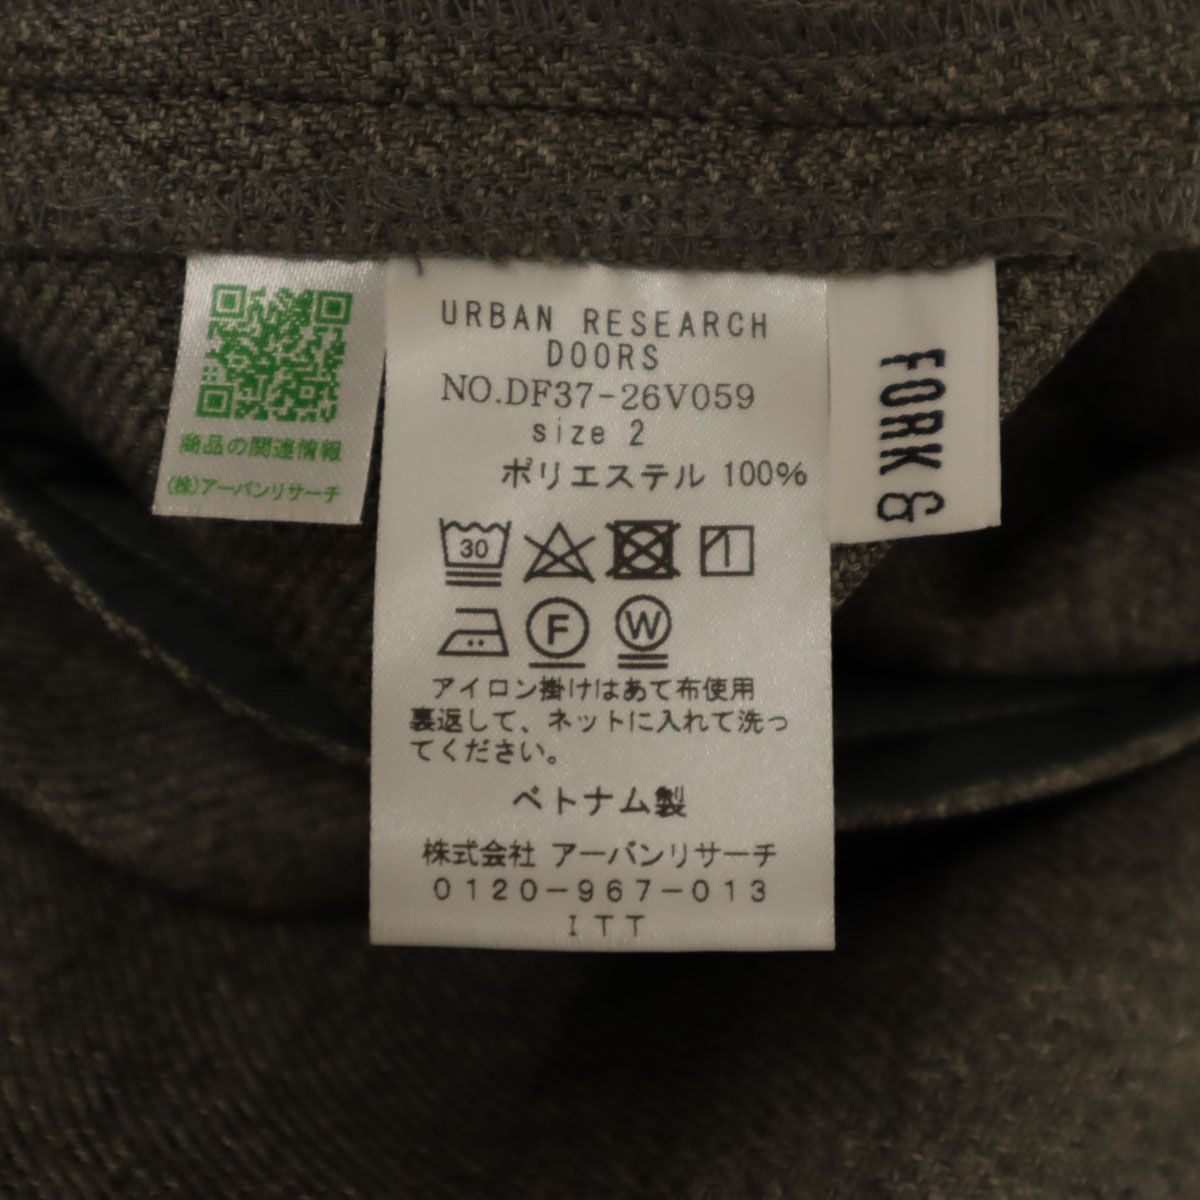 商品の関連情報
(株)アーバンリサーチ
URBAN RESEARCH
DOORS
NO.DF37-26V059
size 2
ポリエステル 100%
30
F
W
アイロン掛けはあて布使用
裏返して、ネットに入れて洗っ
てください。
ベトナム製
株式会社 アーバンリサーチ
0120-967-013
ITT
FORK &